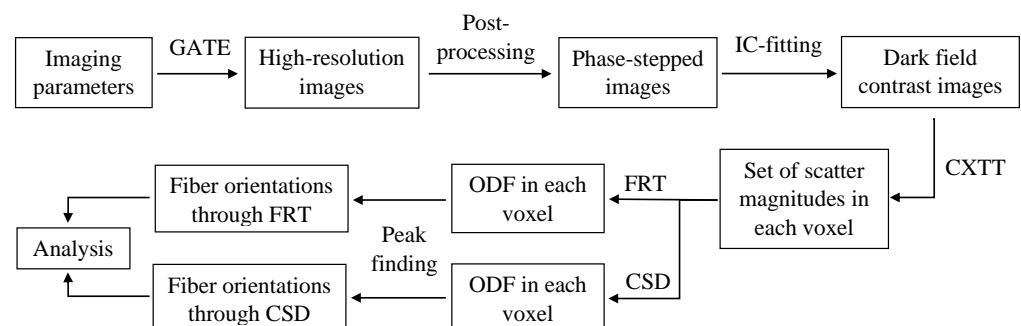 Imaging
parameters
GATE
High-resolution
images
Post-
processing
Phase-stepped
images
IC-fitting
Dark field
contrast images
CXTT
Set of scatter
magnitudes in
each voxel
FRT
ODF in each
voxel
Fiber orientations
through FRT
CSD
ODF in each
voxel
Peak
finding
Fiber orientations
through CSD
Analysis